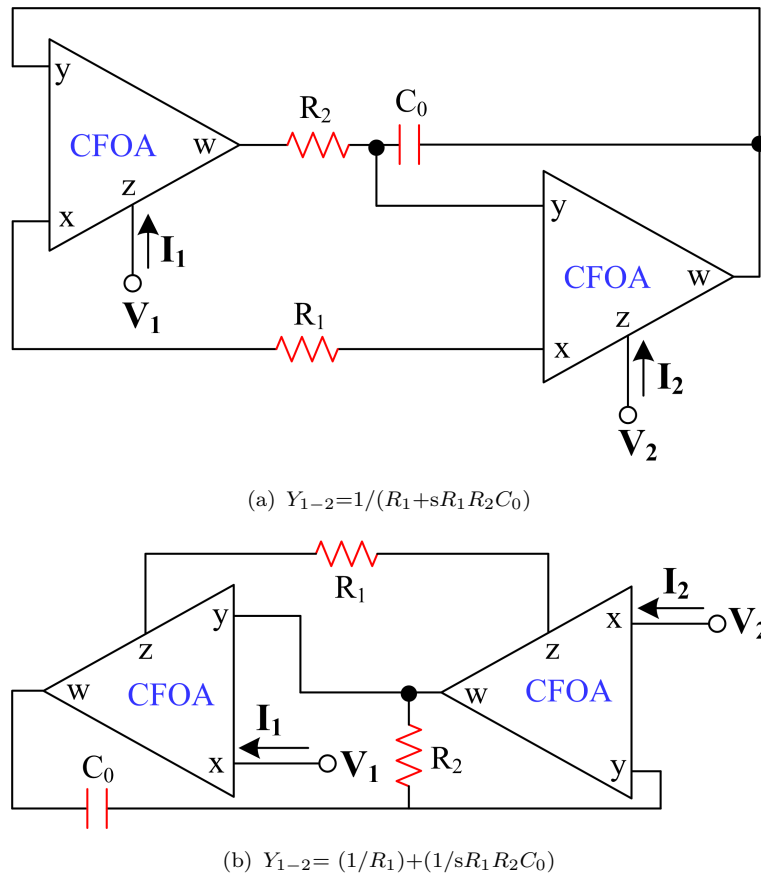 y
R₂
C₀
CFOA
w
z
x
I₁
V₁
y
CFOA
w
z
R₁
x
I₂
V₂
(a) Y₁₋₂=1/(R₁+sR₁R₂C₀)
R₁
I₂
y
x
V₂
z
z
CFOA
w
w
CFOA
I₁
C₀
x
V₁
R₂
y
(b) Y₁₋₂= (1/R₁)+(1/sR₁R₂C₀)